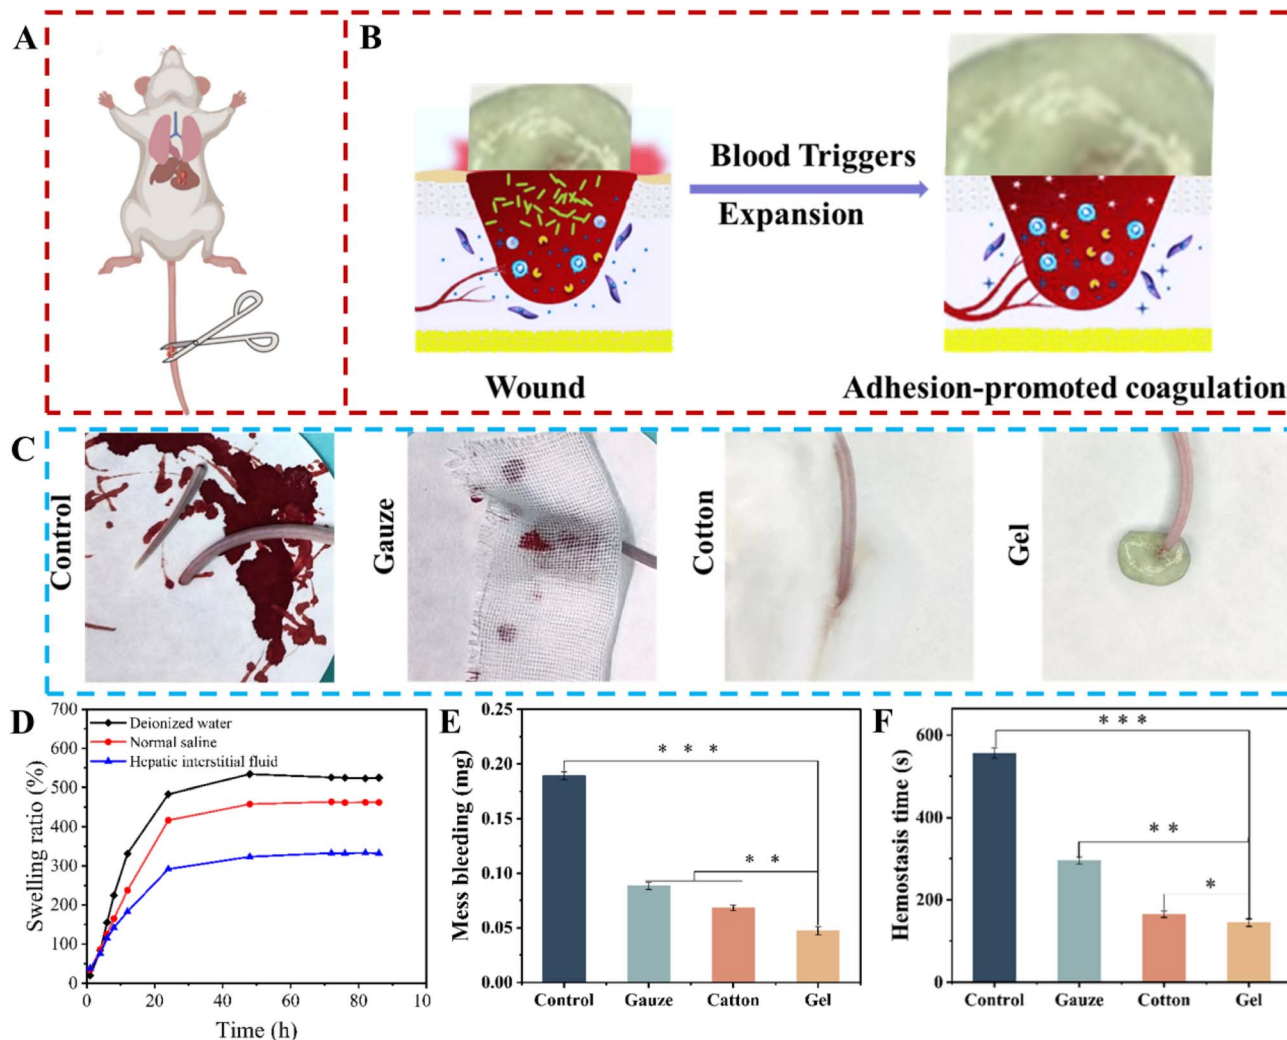 A
B
Blood Triggers
Expansion
Wound
Adhesion-promoted coagulation
C
Control
Gauze
Cotton
Gel
D
700
600
500
400
300
200
100
0
Deionized water
Normal saline
Hepatic interstitial fluid
Swelling ratio (%)
0 20 40 60 80 10
Time (h)
E
0.25
0.20
0.15
0.10
0.05
0.00
Mess bleeding (mg)
* * *
* *
Control Gauze Catton Gel
F
600
400
200
0
Hemostasis time (s)
* * *
* *
*
Control Gauze Cotton Gel